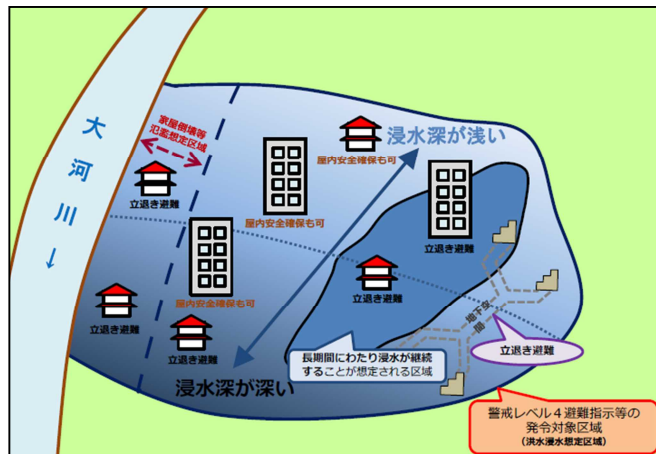 大河川→
家屋倒壊等
氾濫想定区域
立退き避難
屋内安全確保も可
屋内安全確保も可
浸水深が浅い
立退き避難
屋内安全確保も可
立退き避難
立退き避難
立退き避難
地下空間
立退き避難
長期間にわたり浸水が継続
することが想定される区域
浸水深が深い
警戒レベル４避難指示等の
発令対象区域
（洪水浸水想定区域）